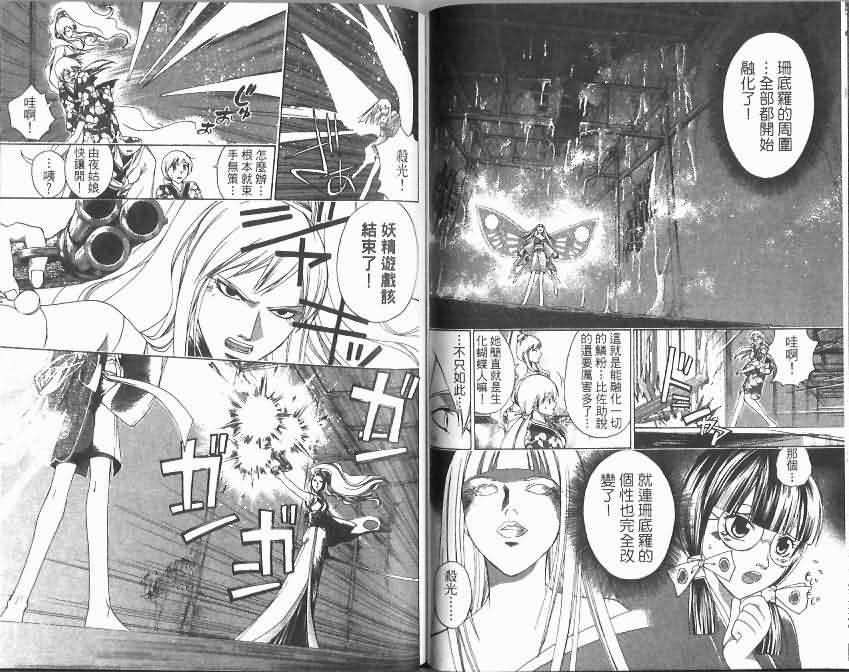 珊底羅的周圍
…全部都開始
融化了！
哇啊！
這就是能融化一切
的鱗粉…比佐助說
的還要厲害多了…
她簡直就是生
化蝴蝶人嘛！
…不只如此…
那個…
就連珊底羅的
個性也完全改
變了！
殺光……
殺光！
哇啊！
怎麼辦…
根本就束
手無策…
由夜姑娘
快讓開！
…咦？
妖精遊戲該
結束了！
ジャキ
ガン
ガン
ガン